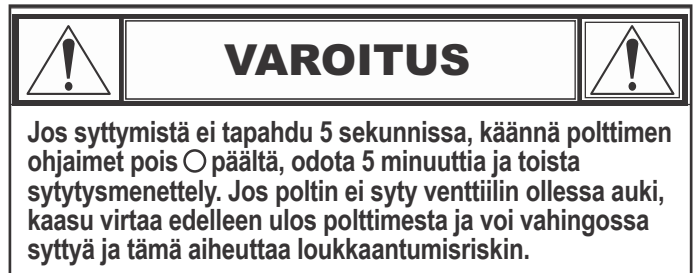 VAROITUS
Jos syttymistä ei tapahdu 5 sekunnissa, käännä polttimen
ohjaimet pois ○ päältä, odota 5 minuuttia ja toista
sytytysmenettely. Jos poltin ei syty venttiilin ollessa auki,
kaasu virtaa edelleen ulos polttimesta ja voi vahingossa
syttyä ja tämä aiheuttaa loukkaantumisriskin.